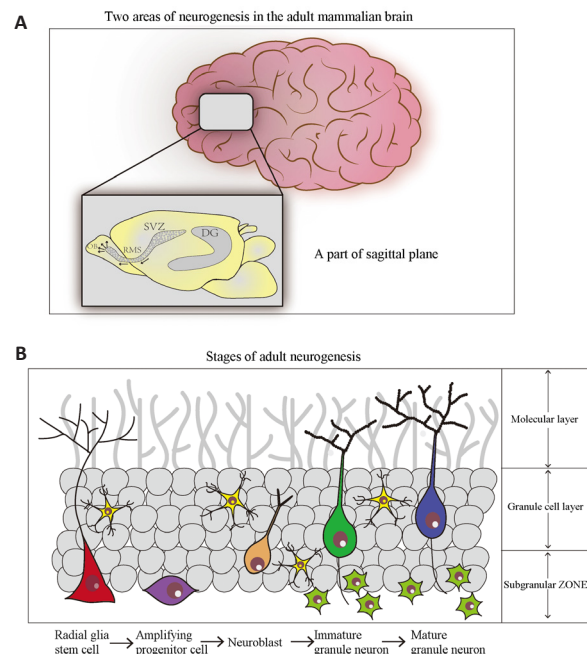 A
Two areas of neurogenesis in the adult mammalian brain
SVZ
DG
OB
RMS
A part of sagittal plane
B
Stages of adult neurogenesis
Molecular layer
Granule cell layer
Subgranular ZONE
Radial glia
stem cell
Amplifying
progenitor cell
Neuroblast
Immature
granule neuron
Mature
granule neuron